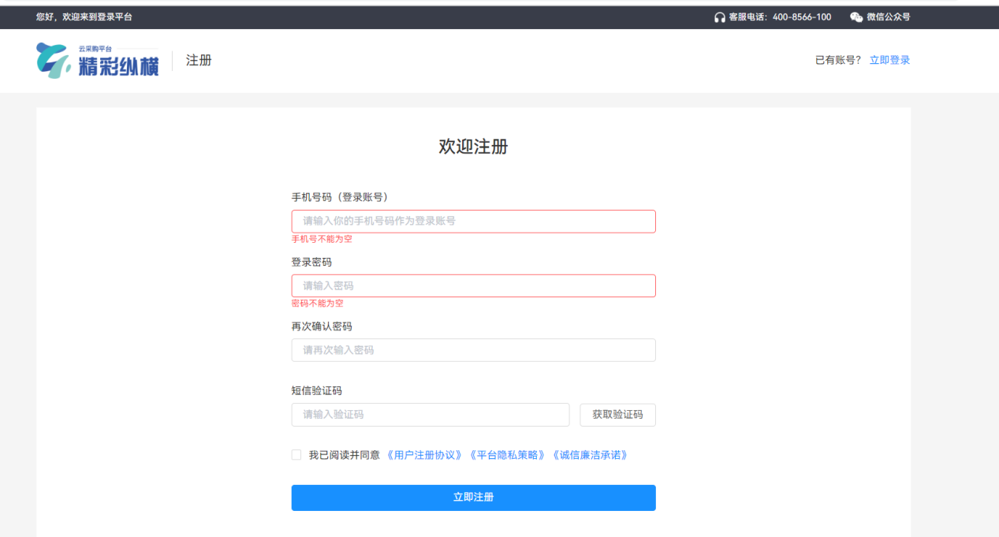 您好，欢迎来到登录平台
客服电话：400-8566-100 微信公众号
云采购平台
精彩纵横
注册
已有账号？ 立即登录
欢迎注册
手机号码（登录账号）
请输入你的手机号码作为登录账号
手机号不能为空
登录密码
请输入密码
密码不能为空
再次确认密码
请再次输入密码
短信验证码
请输入验证码 获取验证码
我已阅读并同意 《用户注册协议》《平台隐私策略》《诚信廉洁承诺》
立即注册